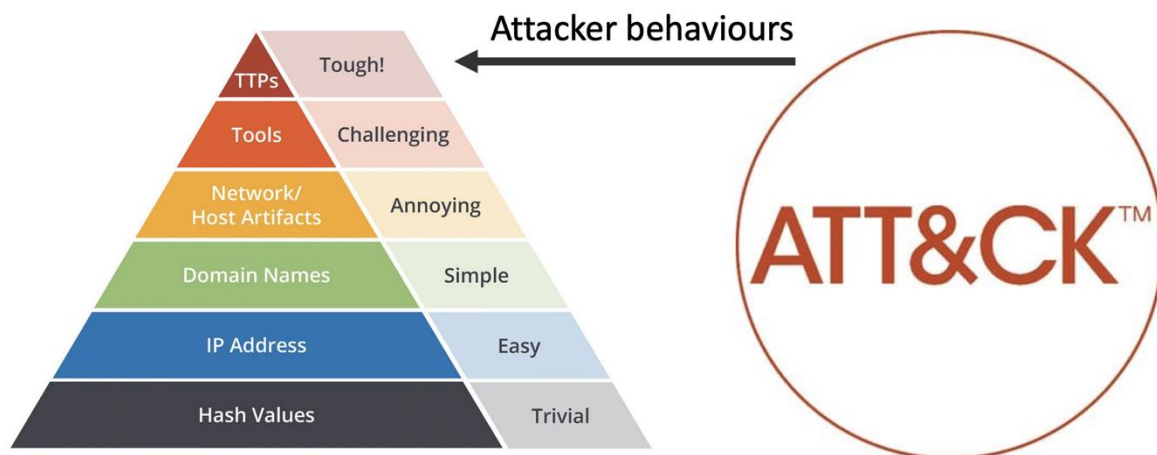 Attacker behaviours
TTPs
Tough!
Tools
Challenging
Network/
Host Artifacts
Annoying
Domain Names
Simple
IP Address
Easy
Hash Values
Trivial
ATT&CK™